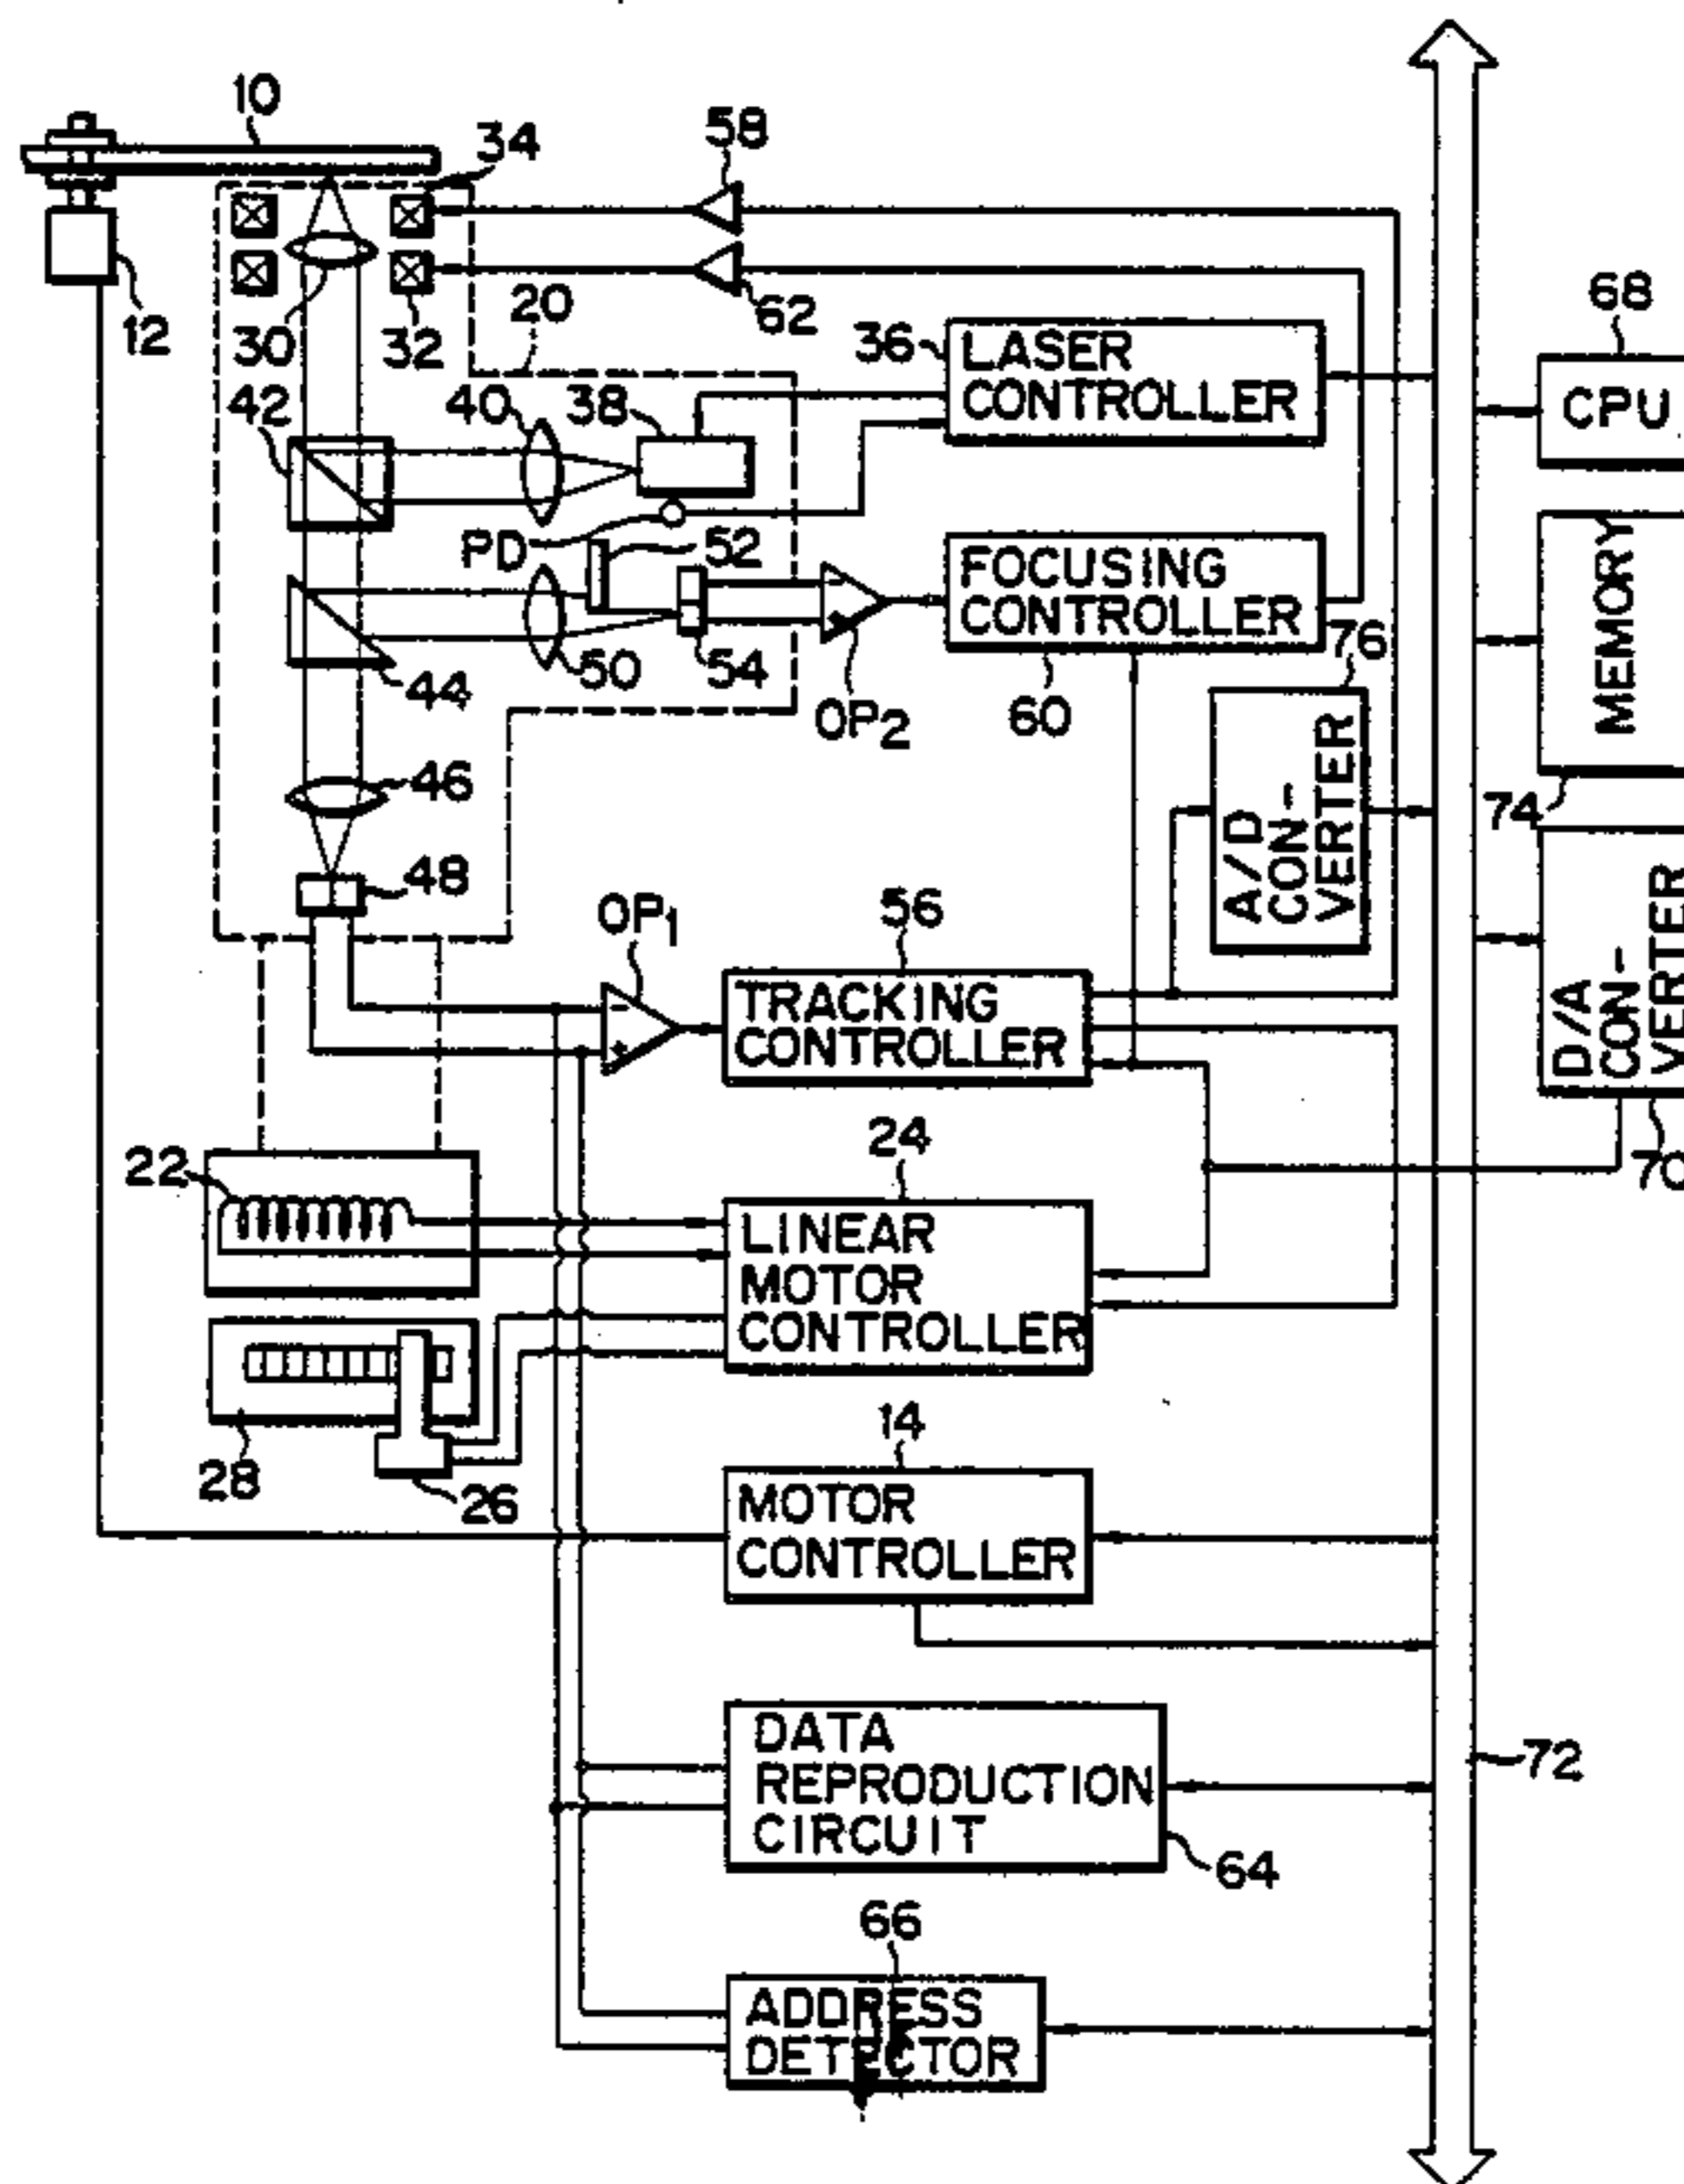 10
34
58
12
30
32
20
62
36
LASER
CONTROLLER
68
CPU
42
40
38
PD
52
FOCUSING
CONTROLLER
MEMORY
44
50
54
OP2
60
76
A/D
CON-
VERTER
74
46
48
OP1
56
TRACKING
CONTROLLER
-
+
D/A
CON-
VERTER
70
22
24
LINEAR
MOTOR
CONTROLLER
28
26
14
MOTOR
CONTROLLER
DATA
REPRODUCTION
CIRCUIT
72
64
66
ADDRESS
DETECTOR